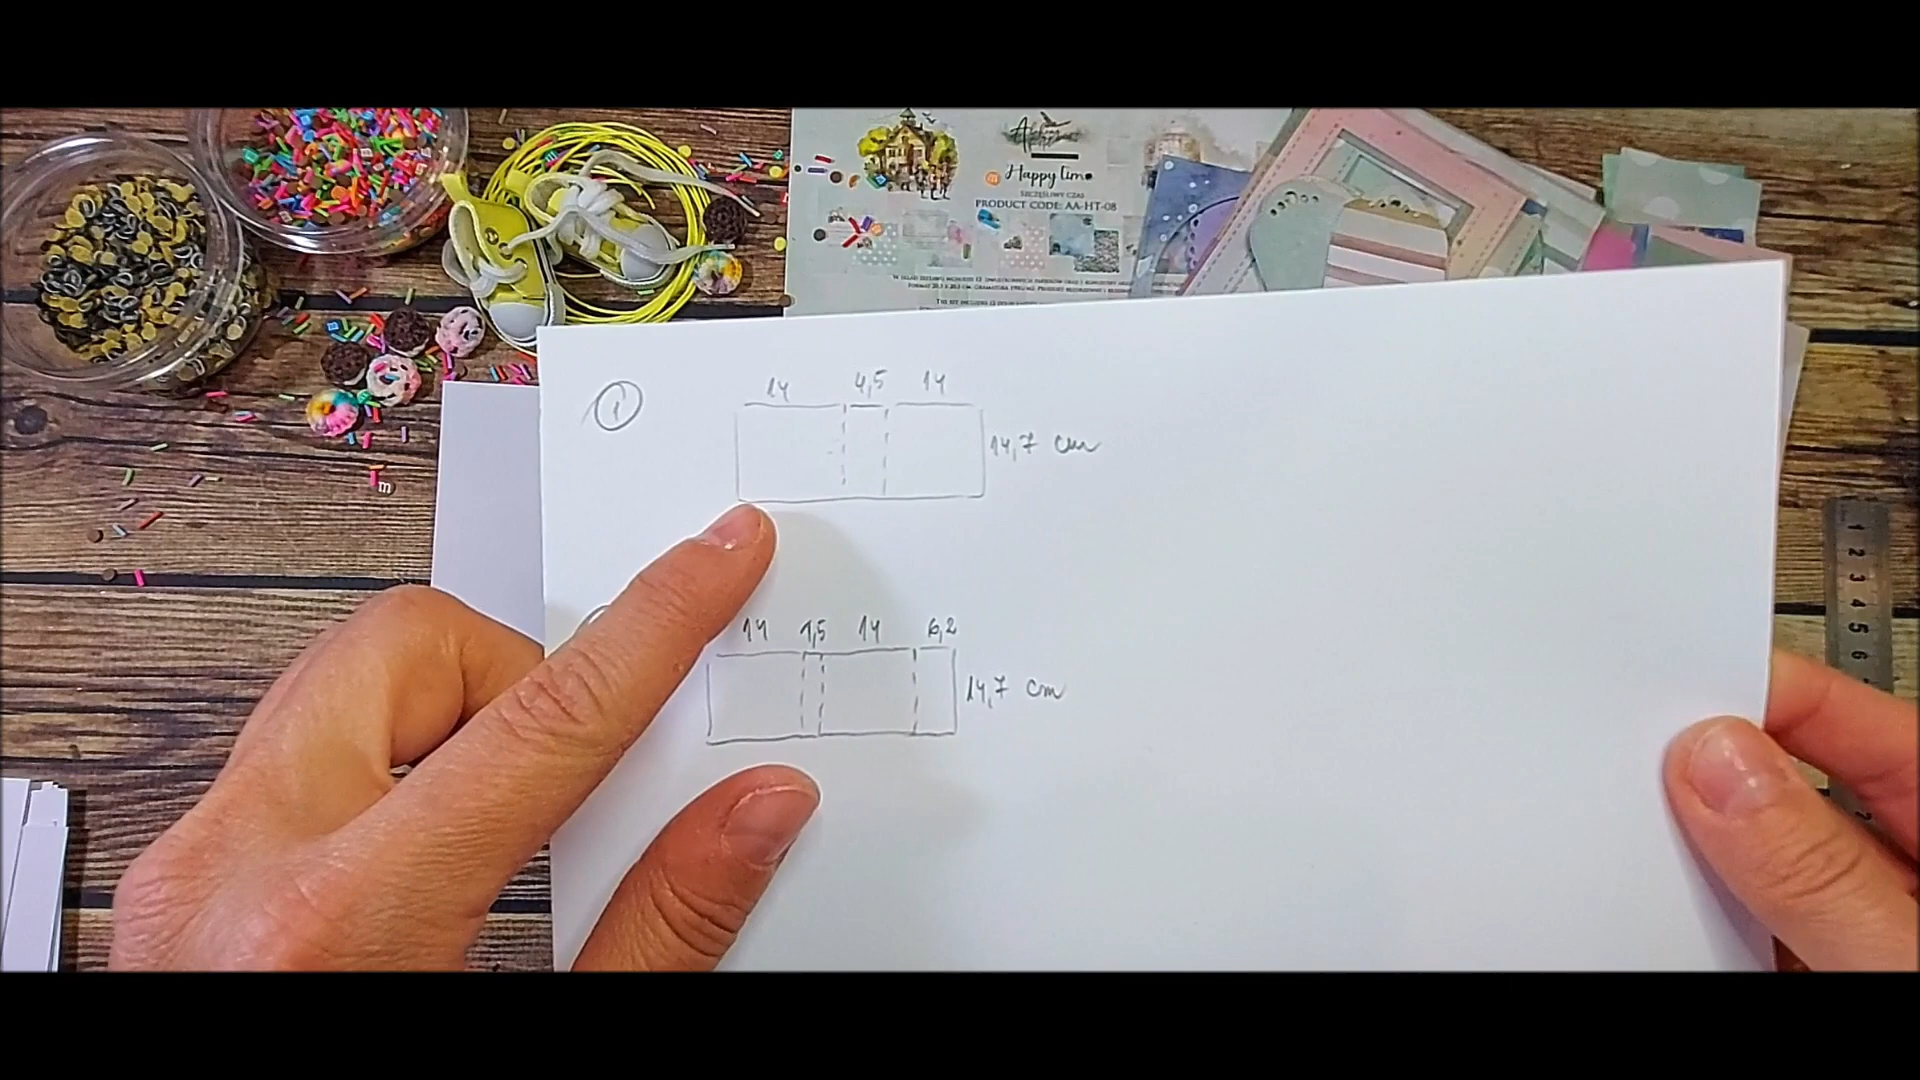 Happy time
SZCZĘŚLIWY CZAS
PRODUCT CODE: AA-HT-08
1
14 4,5 14
14,7 cm
14 1,5 14 6,2
14,7 cm
m
1
2
3
4
5
6